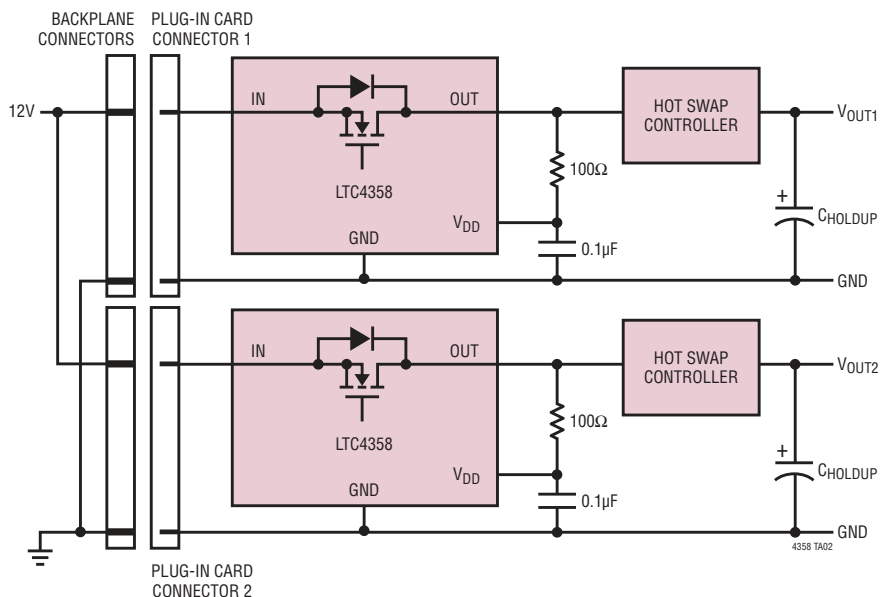 BACKPLANE
CONNECTORS
PLUG-IN CARD
CONNECTOR 1
12V
IN
OUT
LTC4358
VDD
GND
100Ω
0.1µF
HOT SWAP
CONTROLLER
VOUT1
+
CHOLDUP
GND
IN
OUT
LTC4358
VDD
GND
100Ω
0.1µF
HOT SWAP
CONTROLLER
VOUT2
+
CHOLDUP
GND
4358 TA02
PLUG-IN CARD
CONNECTOR 2